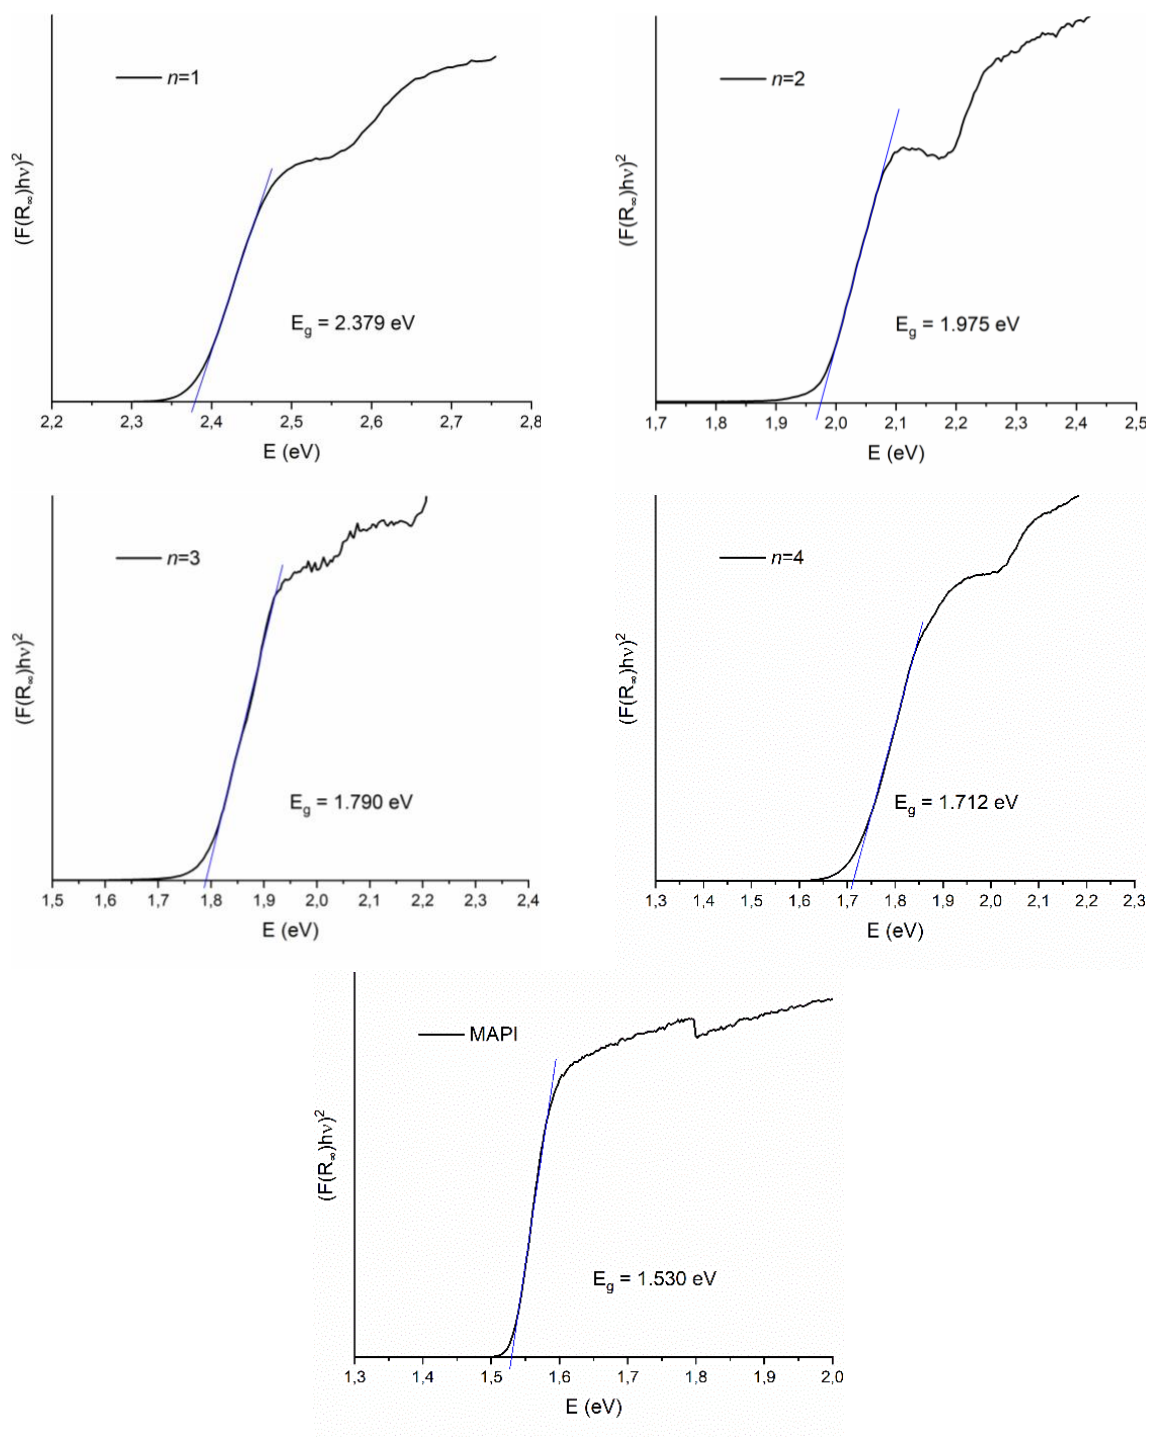 n=1
(F(R∞)hν)²
Eg = 2.379 eV
2,2 2,3 2,4 2,5 2,6 2,7 2,8
E (eV)
n=2
(F(R∞)hν)²
Eg = 1.975 eV
1,7 1,8 1,9 2,0 2,1 2,2 2,3 2,4 2,5
E (eV)
n=3
(F(R∞)hν)²
Eg = 1.790 eV
1,5 1,6 1,7 1,8 1,9 2,0 2,1 2,2 2,3 2,4
E (eV)
n=4
(F(R∞)hν)²
Eg = 1.712 eV
1,3 1,4 1,5 1,6 1,7 1,8 1,9 2,0 2,1 2,2 2,3
E (eV)
MAPI
(F(R∞)hν)²
Eg = 1.530 eV
1,3 1,4 1,5 1,6 1,7 1,8 1,9 2,0
E (eV)